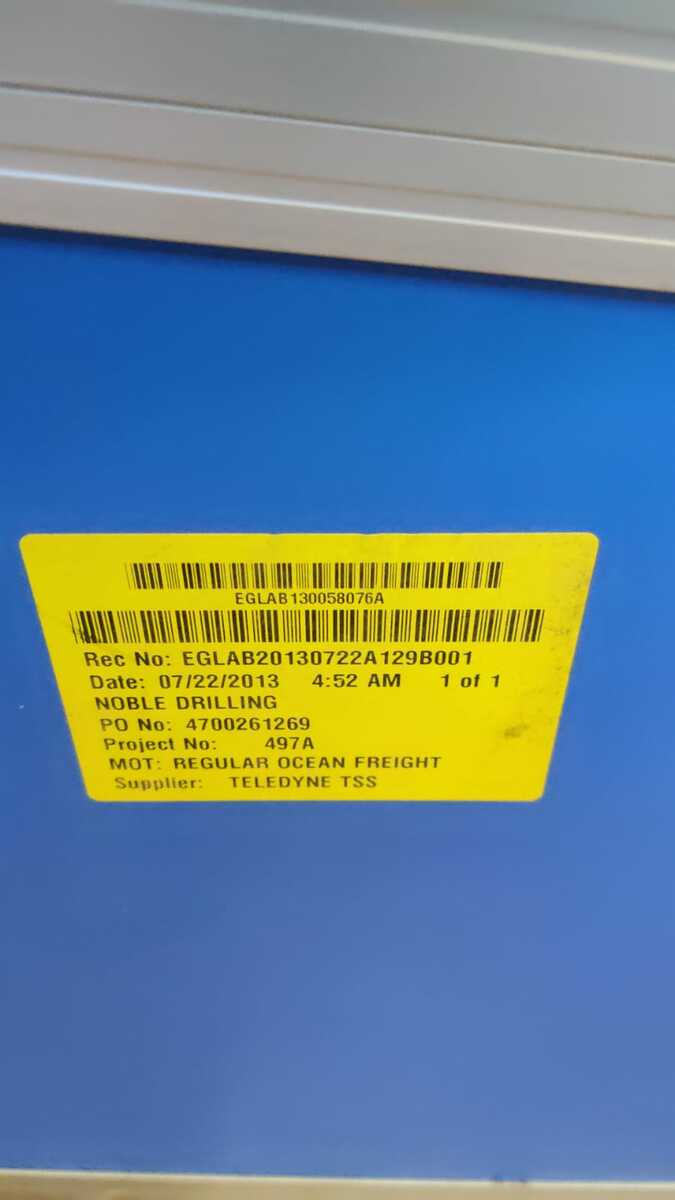 EGLAB130058076A
Rec No: EGLAB20130722A129B001
Date: 07/22/2013 4:52 AM 1 of 1
NOBLE DRILLING
PO No: 4700261269
Project No: 497A
MOT: REGULAR OCEAN FREIGHT
Supplier: TELEDYNE TSS